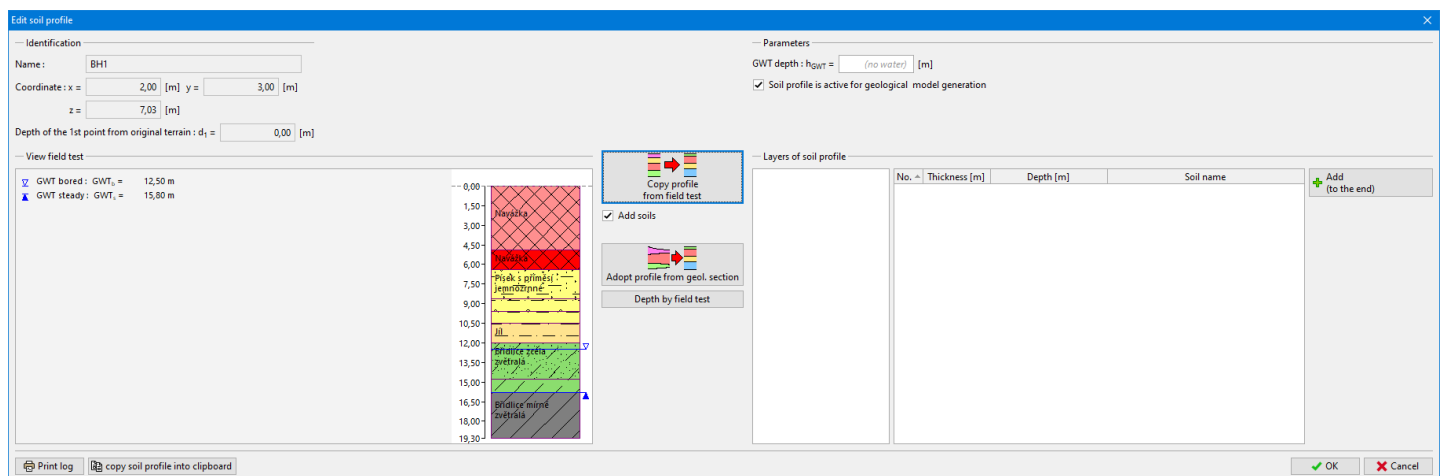 Edit soil profile
Identification
Name :
BH1
Coordinate : x =
2,00
[m]
y =
3,00
[m]
z =
7,03
[m]
Depth of the 1st point from original terrain : d1 =
0,00
[m]
Parameters
GWT depth : hGWT =
(no water)
[m]
Soil profile is active for geological model generation
View field test
GWT bored : GWTb =
12,50 m
GWT steady : GWTs =
15,80 m
0,00
1,50
3,00
4,50
6,00
7,50
9,00
10,50
12,00
13,50
15,00
16,50
18,00
19,30
Navážka
Navážka
Písek s příměsí
jemnozrnné
Jíl
Břidlice zcela
zvětralá
Břidlice mírně
zvětralá
Copy profile
from field test
Add soils
Adopt profile from geol. section
Depth by field test
Layers of soil profile
No.
Thickness [m]
Depth [m]
Soil name
Add
(to the end)
Print log
copy soil profile into clipboard
OK
Cancel